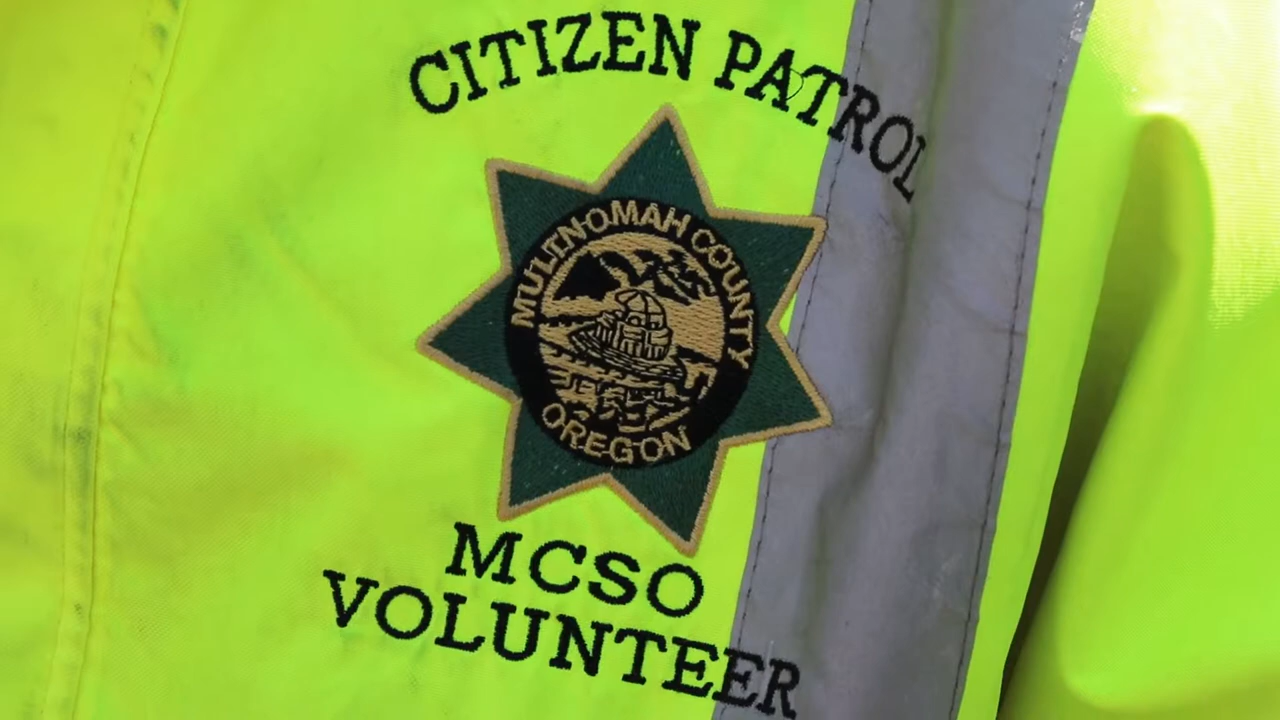 CITIZEN PATROL
MULTNOMAH COUNTY
OREGON
MCSO
VOLUNTEER